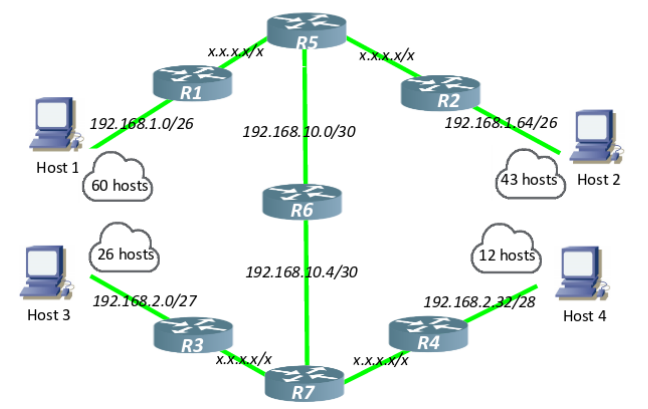 R5
x.x.x.x/x
x.x.x.x/x
R1
R2
192.168.1.0/26
192.168.10.0/30
192.168.1.64/26
Host 1
60 hosts
43 hosts
Host 2
R6
26 hosts
12 hosts
192.168.10.4/30
192.168.2.0/27
192.168.2.32/28
Host 3
Host 4
R3
R4
x.x.x.x/x
x.x.x.x/x
R7